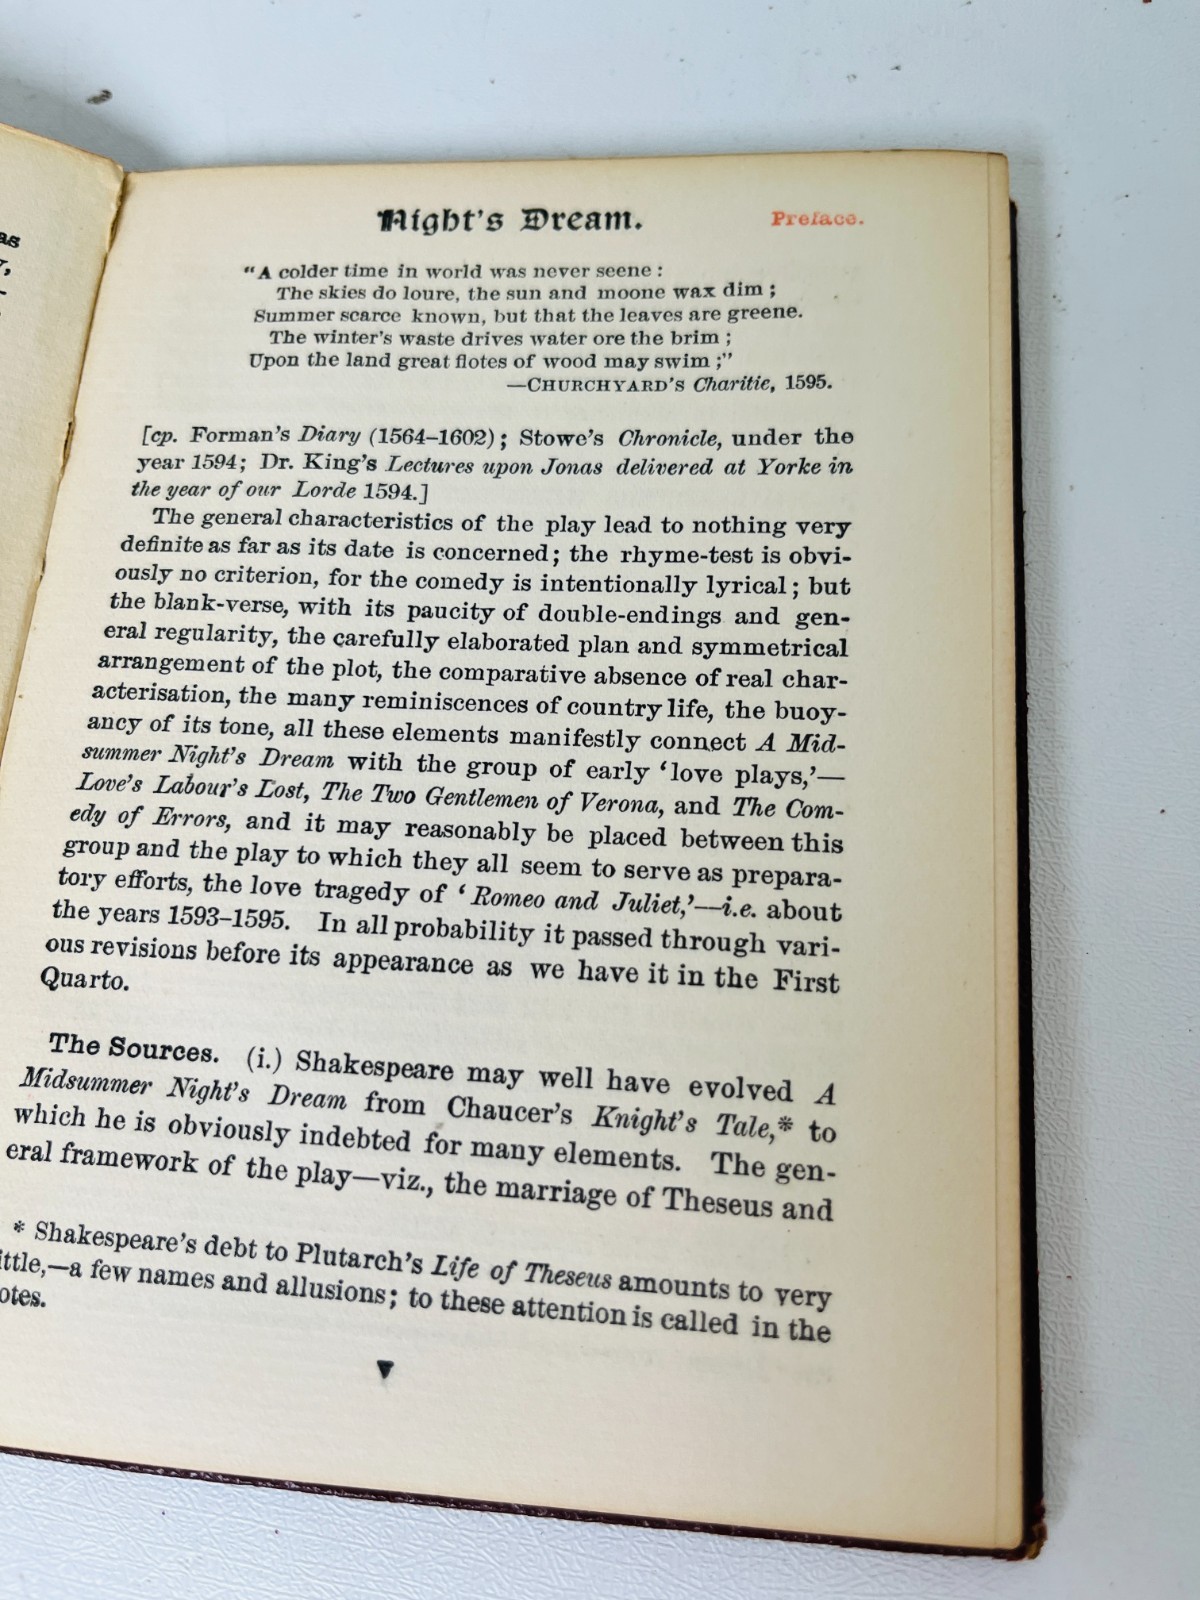 as
Night's Dream. Preface.
"A colder time in world was never seene:
The skies do loure, the sun and moone wax dim;
Summer scarce known, but that the leaves are greene.
The winter's waste drives water ore the brim;
Upon the land great flotes of wood may swim;"
—CHURCHYARD'S Charitie, 1595.
[cp. Forman's Diary (1564–1602); Stowe's Chronicle, under the
year 1594; Dr. King's Lectures upon Jonas delivered at Yorke in
the year of our Lorde 1594.]
The general characteristics of the play lead to nothing very
definite as far as its date is concerned; the rhyme-test is obvi-
ously no criterion, for the comedy is intentionally lyrical; but
the blank-verse, with its paucity of double-endings and gen-
eral regularity, the carefully elaborated plan and symmetrical
arrangement of the plot, the comparative absence of real char-
acterisation, the many reminiscences of country life, the buoy-
ancy of its tone, all these elements manifestly connect A Mid-
summer Night's Dream with the group of early 'love plays,'—
Love's Labour's Lost, The Two Gentlemen of Verona, and The Com-
edy of Errors, and it may reasonably be placed between this
group and the play to which they all seem to serve as prepara-
tory efforts, the love tragedy of 'Romeo and Juliet,'—i.e. about
the years 1593–1595. In all probability it passed through vari-
ous revisions before its appearance as we have it in the First
Quarto.
The Sources. (i.) Shakespeare may well have evolved A
Midsummer Night's Dream from Chaucer's Knight's Tale,* to
which he is obviously indebted for many elements. The gen-
eral framework of the play—viz., the marriage of Theseus and
* Shakespeare's debt to Plutarch's Life of Theseus amounts to very
ittle,—a few names and allusions; to these attention is called in the
otes.